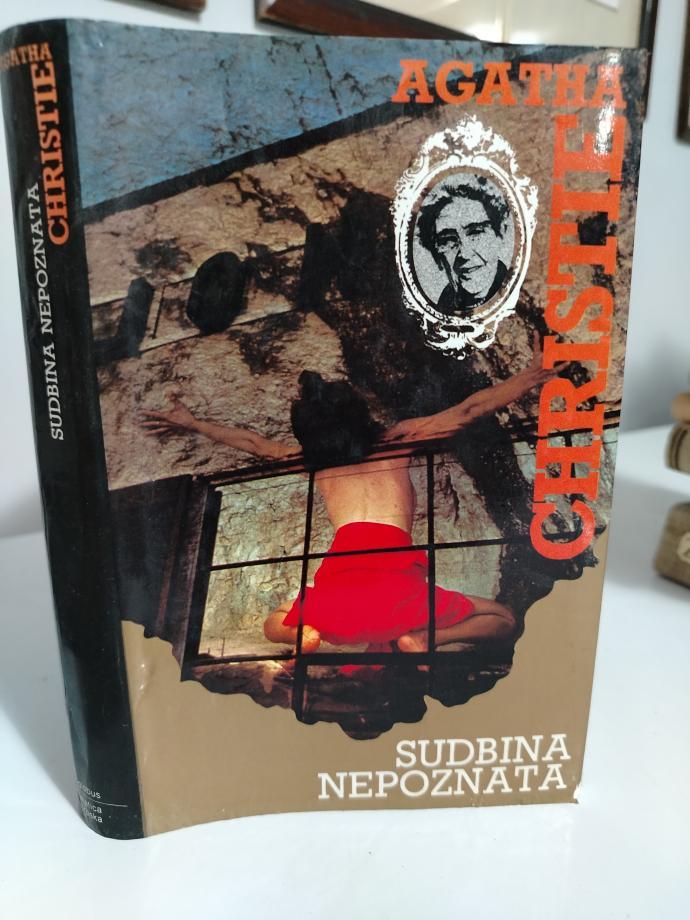 AGATHA
CHRISTIE
SUDBINA NEPOZNATA
AGATHA
CHRISTIE
SUDBINA
NEPOZNATA